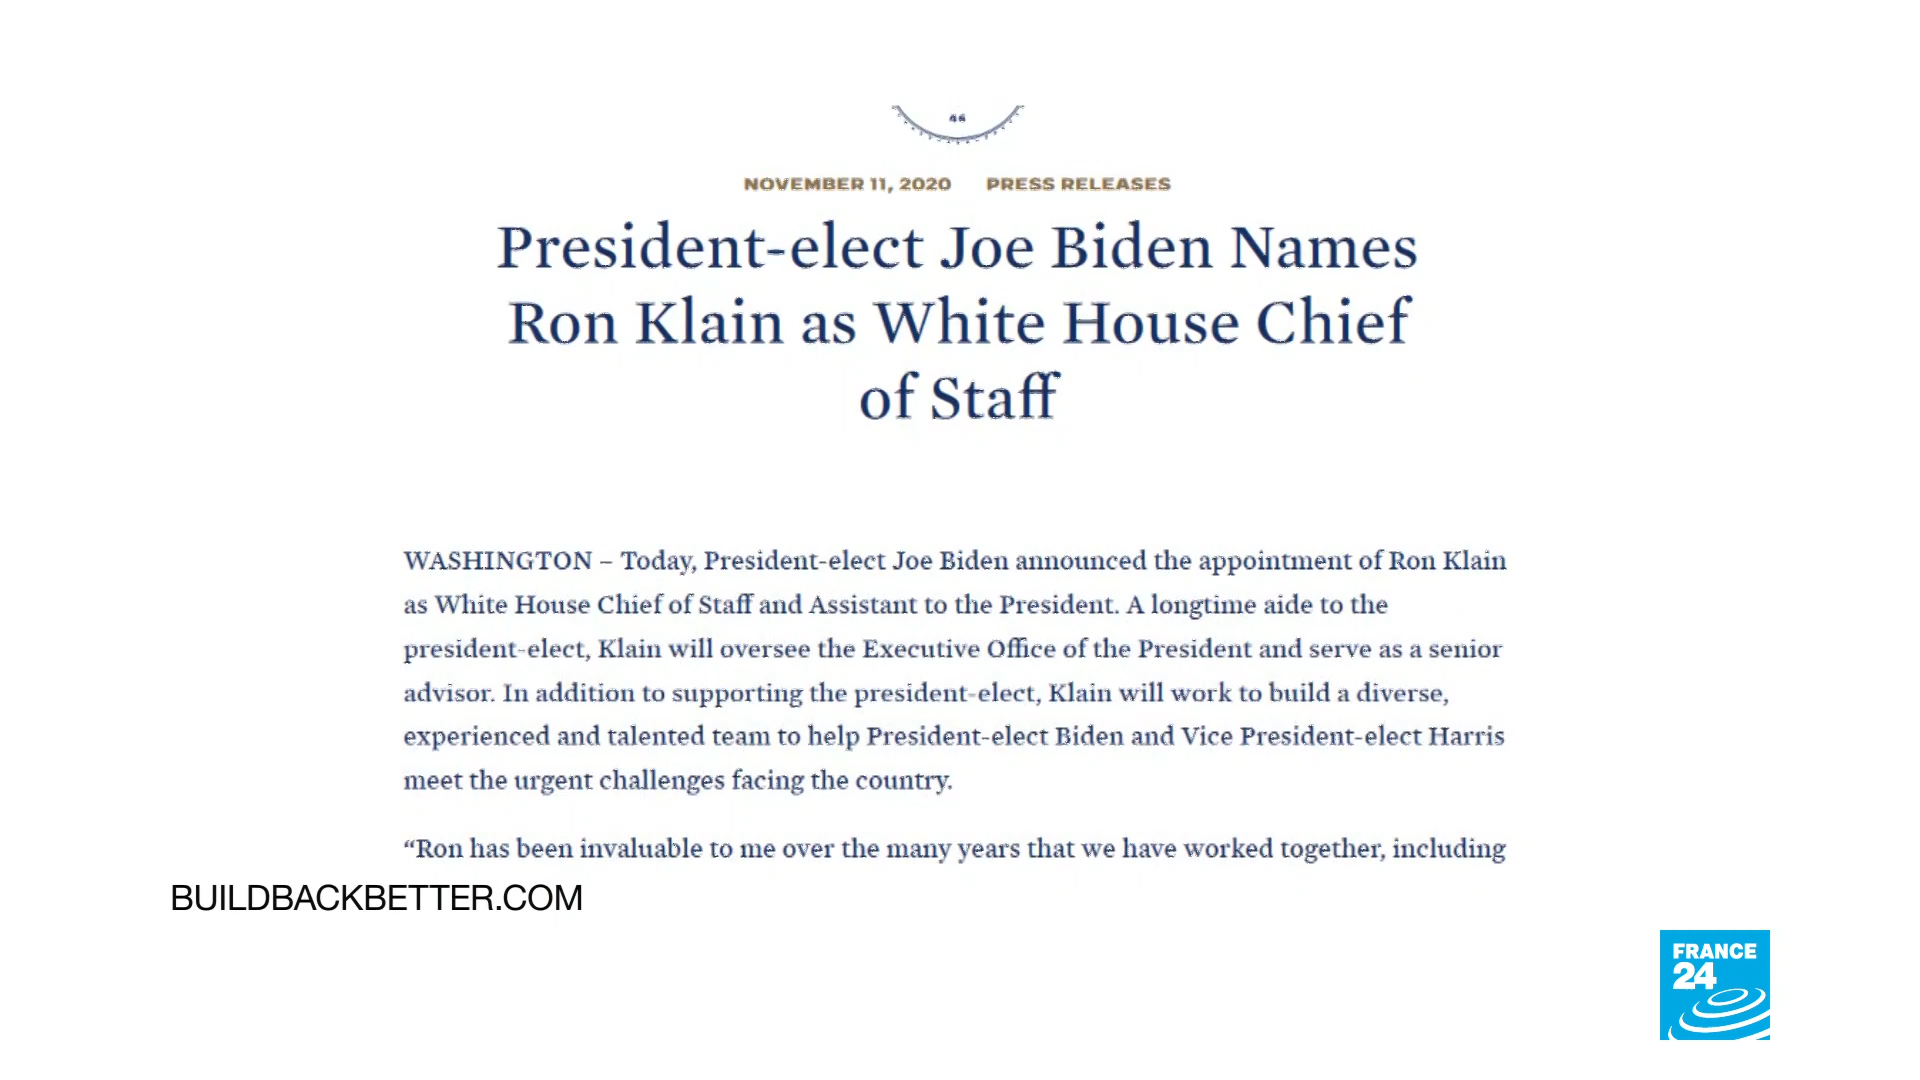 46
NOVEMBER 11, 2020 PRESS RELEASES
President-elect Joe Biden Names
Ron Klain as White House Chief
of Staff
WASHINGTON – Today, President-elect Joe Biden announced the appointment of Ron Klain
as White House Chief of Staff and Assistant to the President. A longtime aide to the
president-elect, Klain will oversee the Executive Office of the President and serve as a senior
advisor. In addition to supporting the president-elect, Klain will work to build a diverse,
experienced and talented team to help President-elect Biden and Vice President-elect Harris
meet the urgent challenges facing the country.
“Ron has been invaluable to me over the many years that we have worked together, including
BUILDBACKBETTER.COM
FRANCE
24